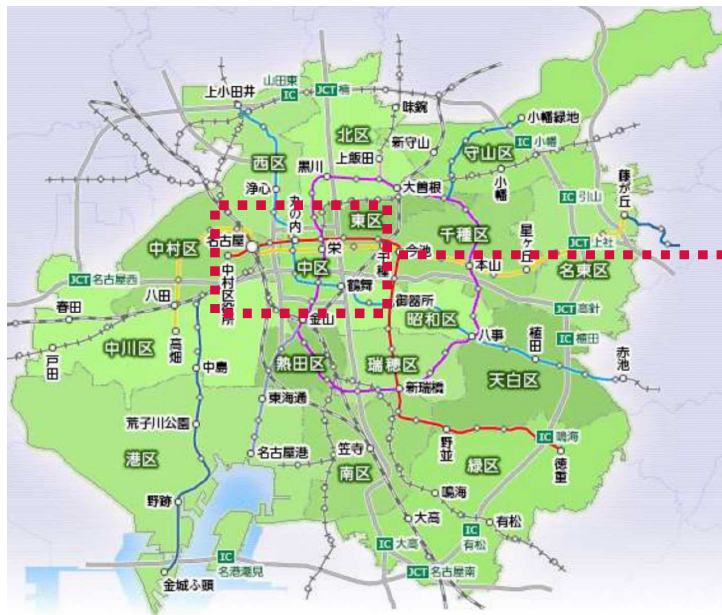 山田東
IC
JCT 楠
上小田井
味鋺
北区
新守山
小幡緑地
守山区
IC 小幡
西区
上飯田
黒川
大曽根
小幡
藤が丘
浄心
丸の内
東区
千種区
IC 引山
中村区
名古屋
栄
今池
星ヶ丘
JCT 上社
千種
本山
名東区
中村区役所
中区
JCT 名古屋西
八田
鶴舞
御器所
JCT 高針
春田
金山
昭和区
八事
植田
IC 植田
中川区
高畑
戸田
中島
熱田区
瑞穂区
赤池
天白区
新瑞橋
東海通
荒子川公園
港区
名古屋港
笠寺
野並
IC 鳴海
徳重
南区
緑区
野跡
鳴海
大高
有松
IC 大高
IC
有松
金城ふ頭
IC
名港潮見
JCT 名古屋南